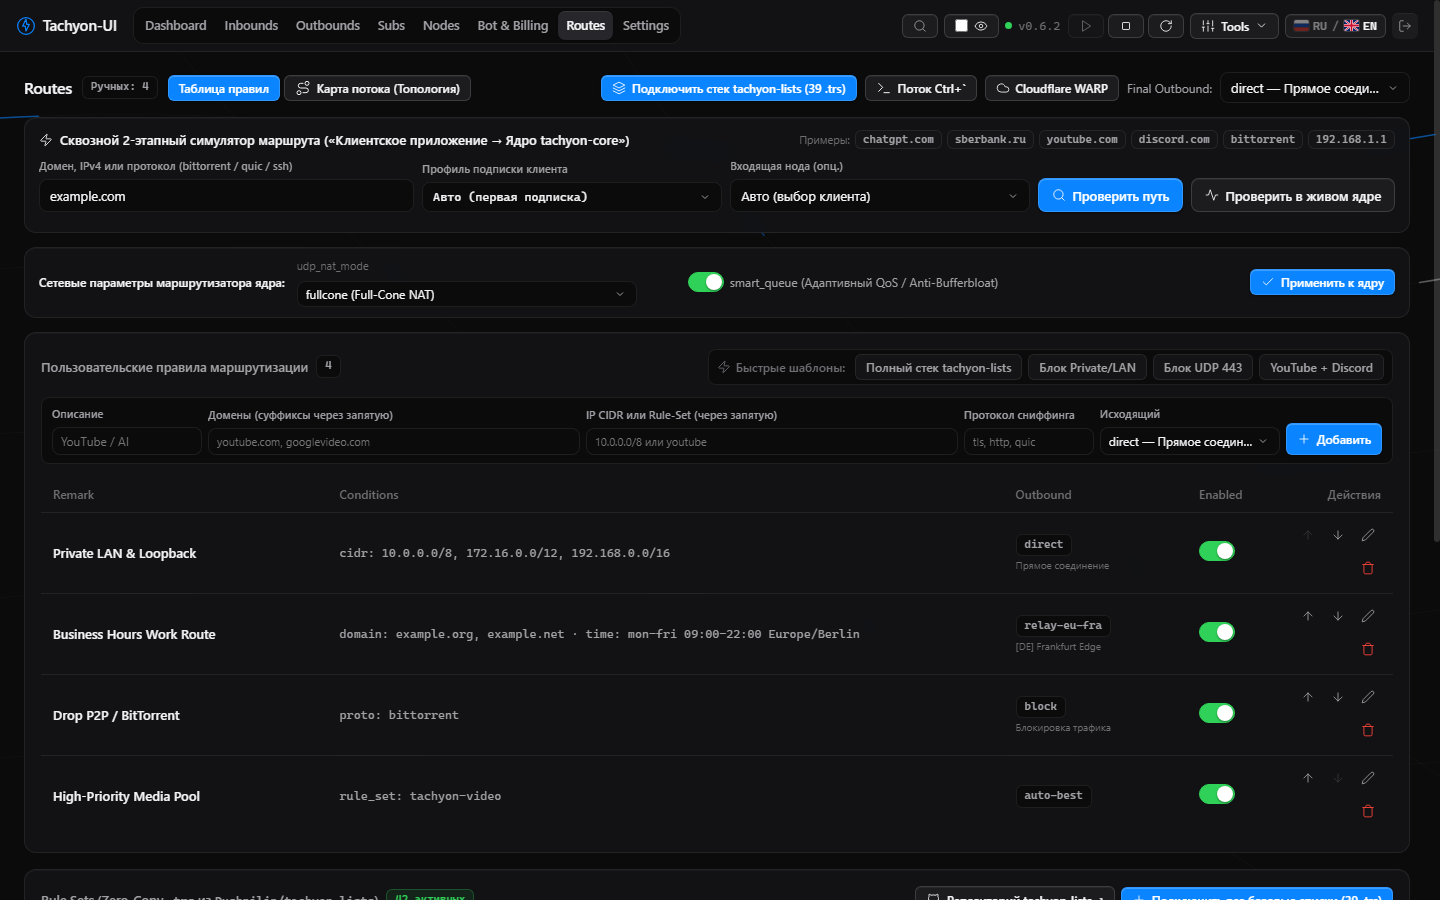 Tachyon-UI Dashboard Inbounds Outbounds Subs Nodes Bot & Billing Routes Settings v0.6.2 Tools RU / EN
Routes Ручных: 4 Таблица правил Карта потока (Топология) Подключить стек tachyon-lists (39 .trs) Поток Ctrl+` Cloudflare WARP Final Outbound: direct — Прямое соеди...
Сквозной 2-этапный симулятор маршрута («Клиентское приложение → Ядро tachyon-core») Примеры: chatgpt.com sberbank.ru youtube.com discord.com bittorrent 192.168.1.1
Домен, IPv4 или протокол (bittorrent / quic / ssh) Профиль подписки клиента Входящая нода (опц.)
example.com Авто (первая подписка) Авто (выбор клиента) Проверить путь Проверить в живом ядре
udp_nat_mode
Сетевые параметры маршрутизатора ядра: fullcone (Full-Cone NAT) smart_queue (Адаптивный QoS / Anti-Bufferbloat) Применить к ядру
Пользовательские правила маршрутизации 4 Быстрые шаблоны: Полный стек tachyon-lists Блок Private/LAN Блок UDP 443 YouTube + Discord
Описание Домены (суффиксы через запятую) IP CIDR или Rule-Set (через запятую) Протокол сниффинга Исходящий
YouTube / AI youtube.com, googlevideo.com 10.0.0.0/8 или youtube tls, http, quic direct — Прямое соедин... Добавить
Remark Conditions Outbound Enabled Действия
Private LAN & Loopback cidr: 10.0.0.0/8, 172.16.0.0/12, 192.168.0.0/16 direct
Прямое соединение
Business Hours Work Route domain: example.org, example.net · time: mon-fri 09:00-22:00 Europe/Berlin relay-eu-fra
[DE] Frankfurt Edge
Drop P2P / BitTorrent proto: bittorrent block
Блокировка трафика
High-Priority Media Pool rule_set: tachyon-video auto-best